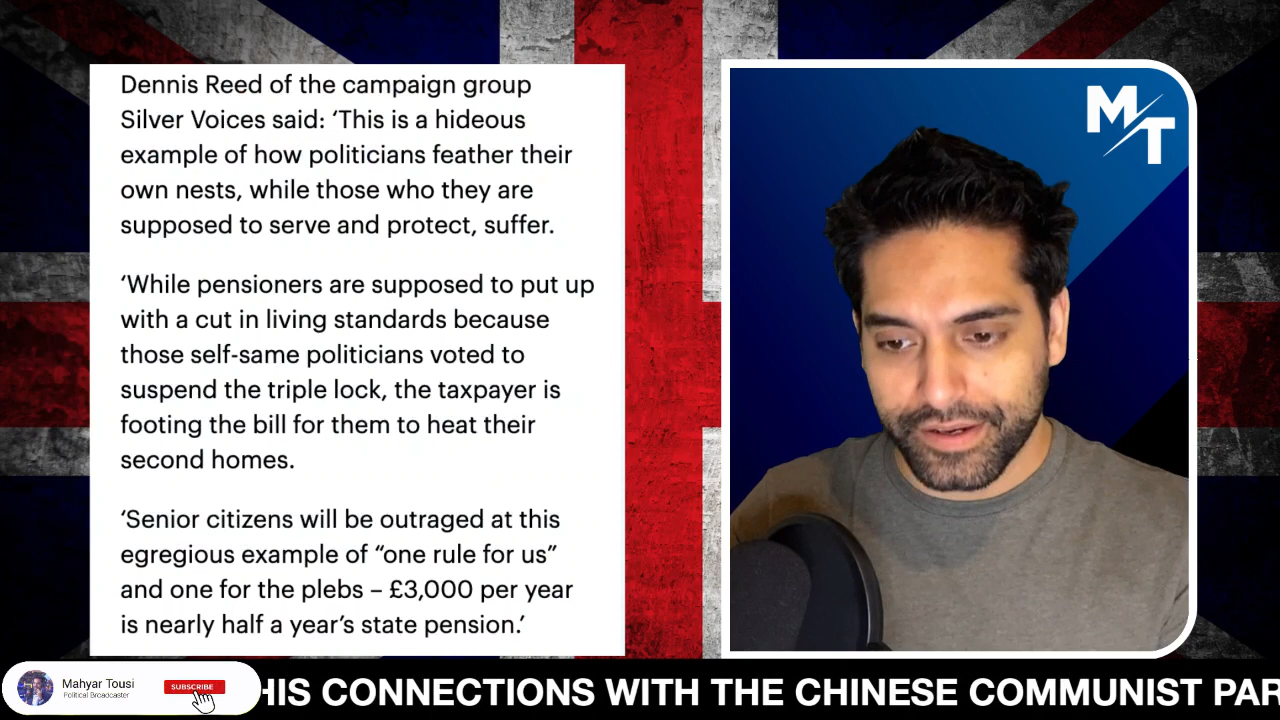 Dennis Reed of the campaign group
Silver Voices said: ‘This is a hideous
example of how politicians feather their
own nests, while those who they are
supposed to serve and protect, suffer.
‘While pensioners are supposed to put up
with a cut in living standards because
those self-same politicians voted to
suspend the triple lock, the taxpayer is
footing the bill for them to heat their
second homes.
‘Senior citizens will be outraged at this
egregious example of “one rule for us”
and one for the plebs – £3,000 per year
is nearly half a year’s state pension.’
M/T
Mahyar Tousi
Political Broadcaster
SUBSCRIBE
HIS CONNECTIONS WITH THE CHINESE COMMUNIST PAR